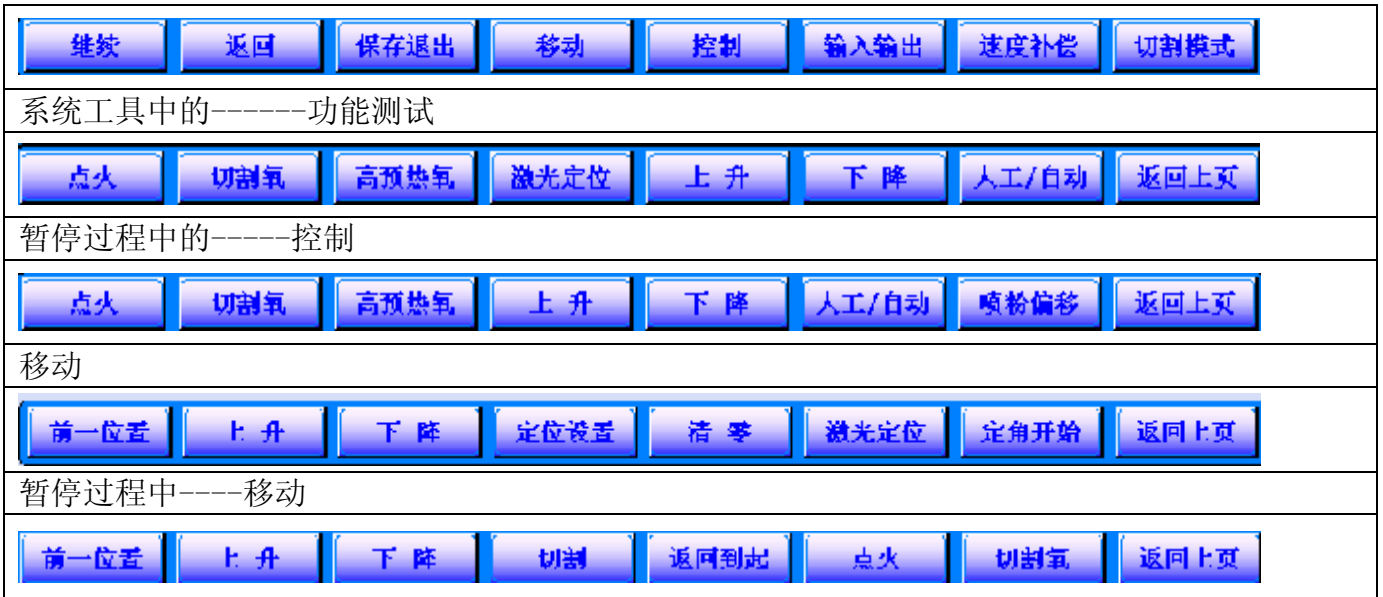 继续 返回 保存退出 移动 控制 输入输出 速度补偿 切割模式
系统工具中的------功能测试
点火 切割氧 高预热氧 激光定位 上 升 下 降 人工/自动 返回上页
暂停过程中的-----控制
点火 切割氧 高预热氧 上 升 下 降 人工/自动 喷粉偏移 返回上页
移动
前一位置 上 升 下 降 定位设置 清 零 激光定位 定角开始 返回上页
暂停过程中----移动
前一位置 上 升 下 降 切割 返回到起 点火 切割氧 返回上页